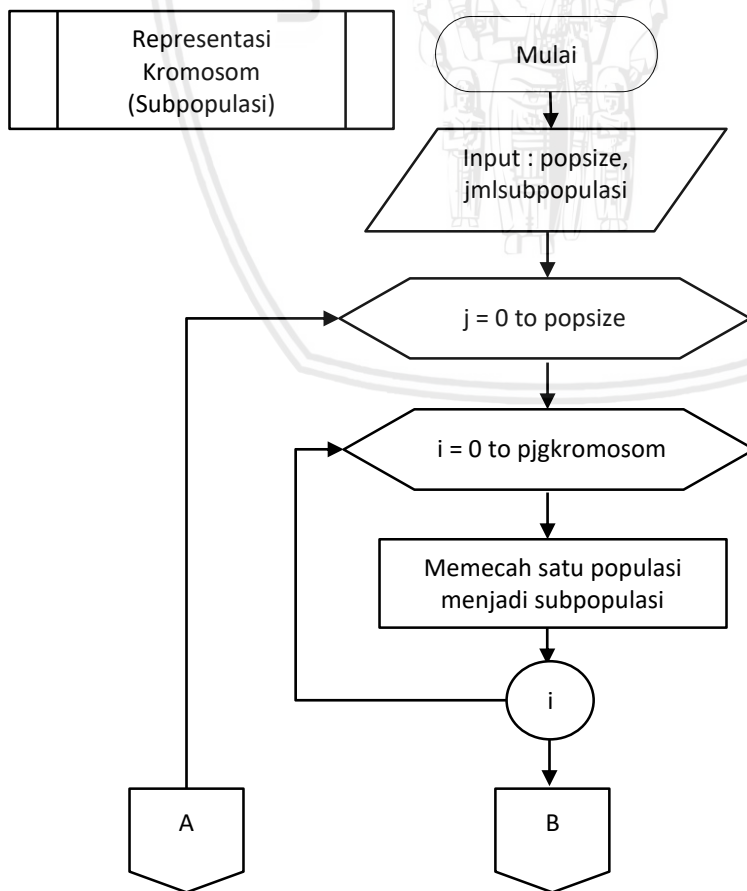 Representasi
Kromosom
(Subpopulasi)
Mulai
Input : popsize,
jmlsubpopulasi
j = 0 to popsize
i = 0 to pjgkromosom
Memecah satu populasi
menjadi subpopulasi
i
A
B